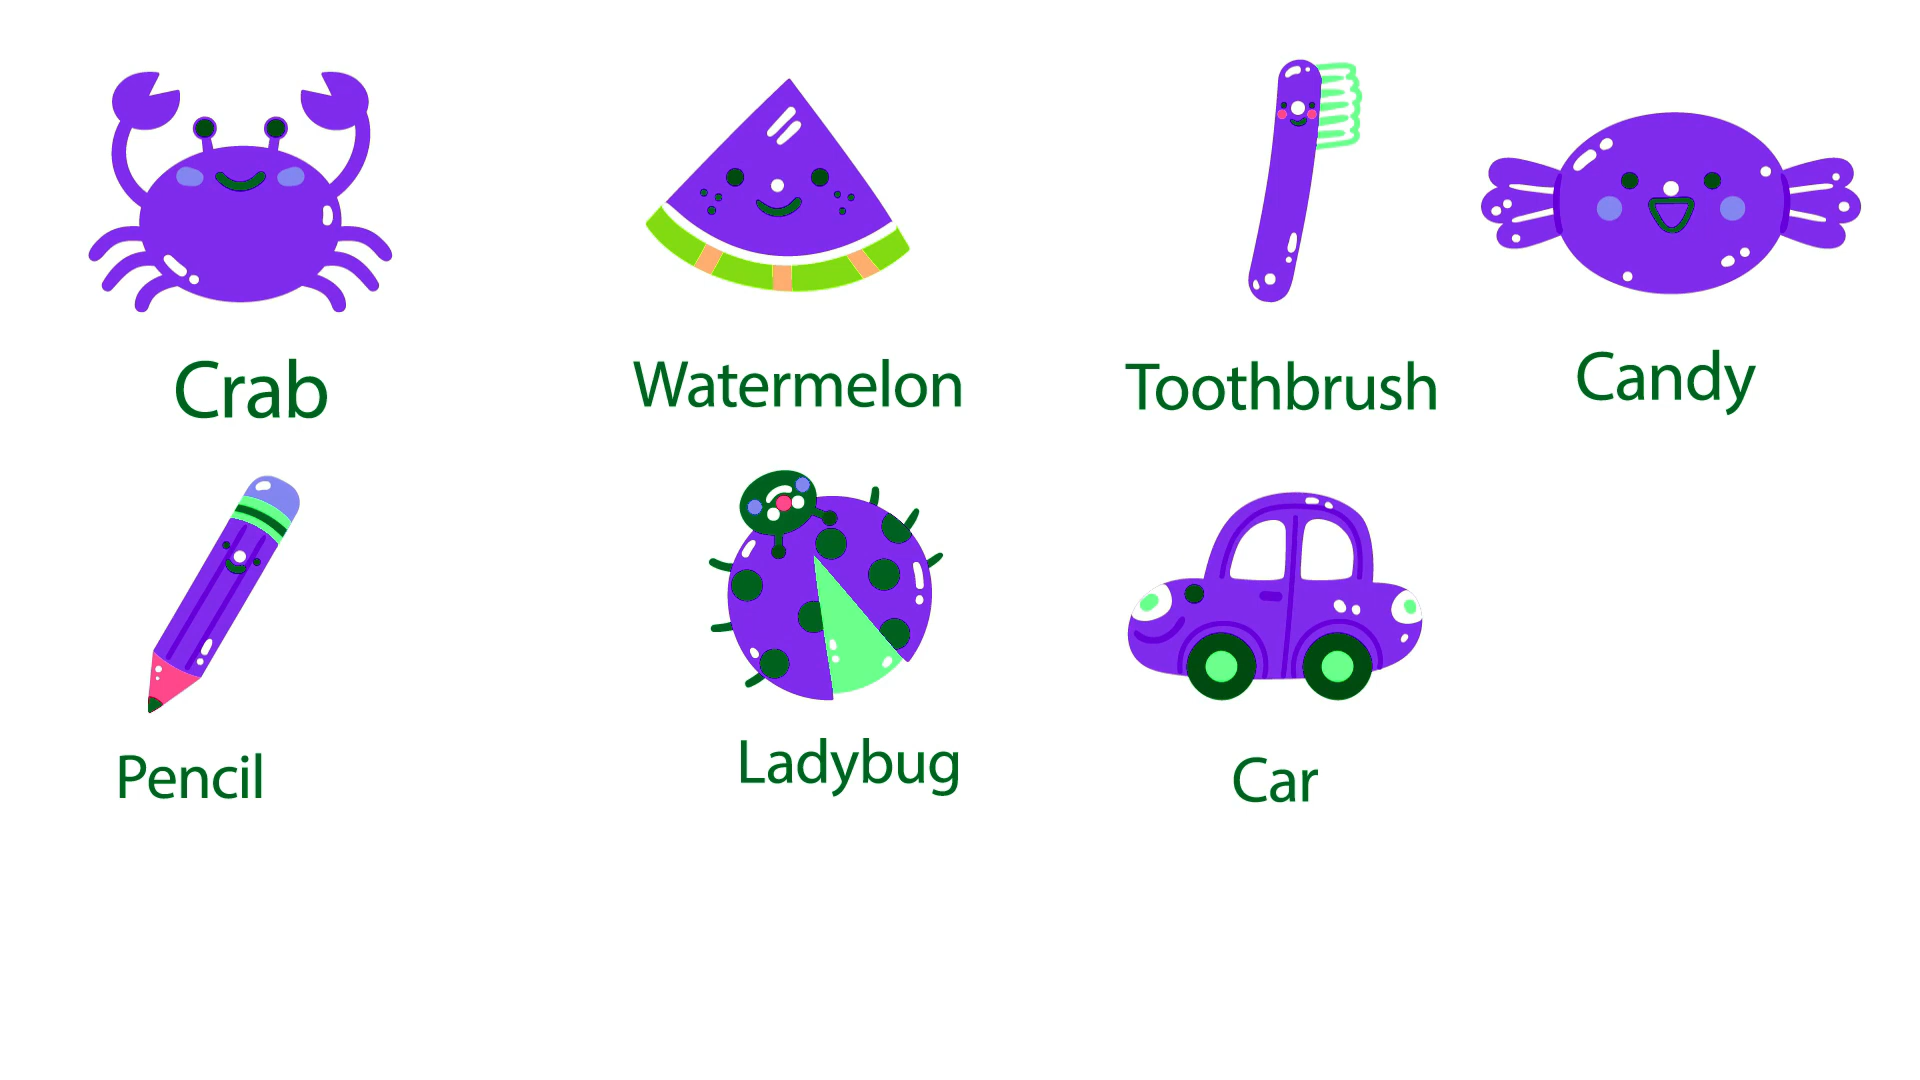 Crab
Watermelon
Toothbrush
Candy
Pencil
Ladybug
Car